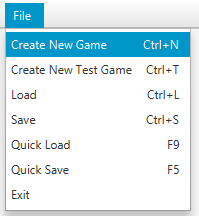 File
Create New Game Ctrl+N
Create New Test Game Ctrl+T
Load Ctrl+L
Save Ctrl+S
Quick Load F9
Quick Save F5
Exit